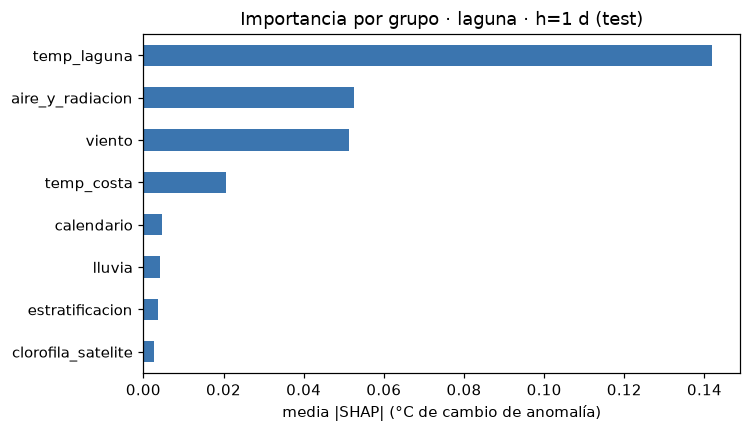 Importancia por grupo · laguna · h=1 d (test)
temp_laguna
aire_y_radiacion
viento
temp_costa
calendario
lluvia
estratificacion
clorofila_satelite
0.00 0.02 0.04 0.06 0.08 0.10 0.12 0.14
media |SHAP| (°C de cambio de anomalía)